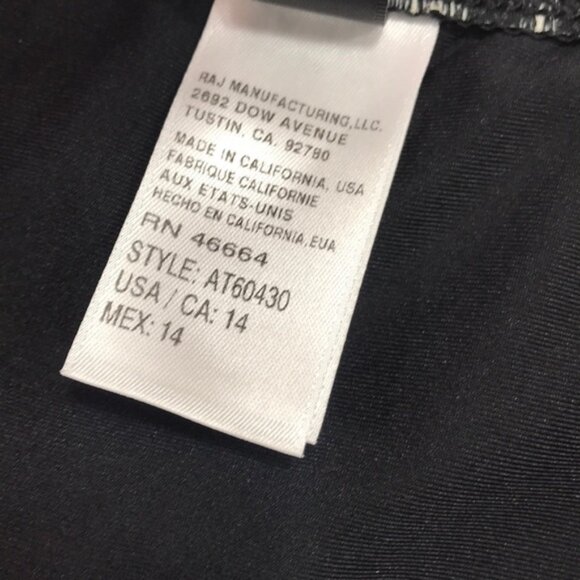 RAJ MANUFACTURING,LLC.
2692 DOW AVENUE
TUSTIN, CA. 92780
MADE IN CALIFORNIA, USA
FABRIQUE CALIFORNIE
AUX ETATS-UNIS
HECHO EN CALIFORNIA,EUA
RN 46664
STYLE: AT60430
USA / CA: 14
MEX: 14